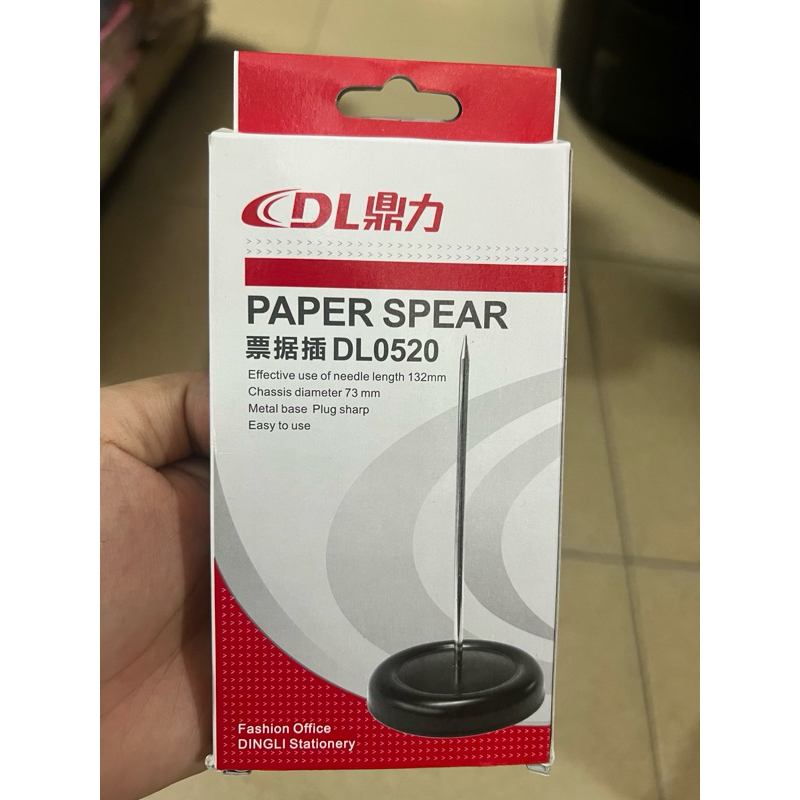 DL鼎力
PAPER SPEAR
票据插 DL0520
Effective use of needle length 132mm
Chassis diameter 73 mm
Metal base Plug sharp
Easy to use
Fashion Office
DINGLI Stationery